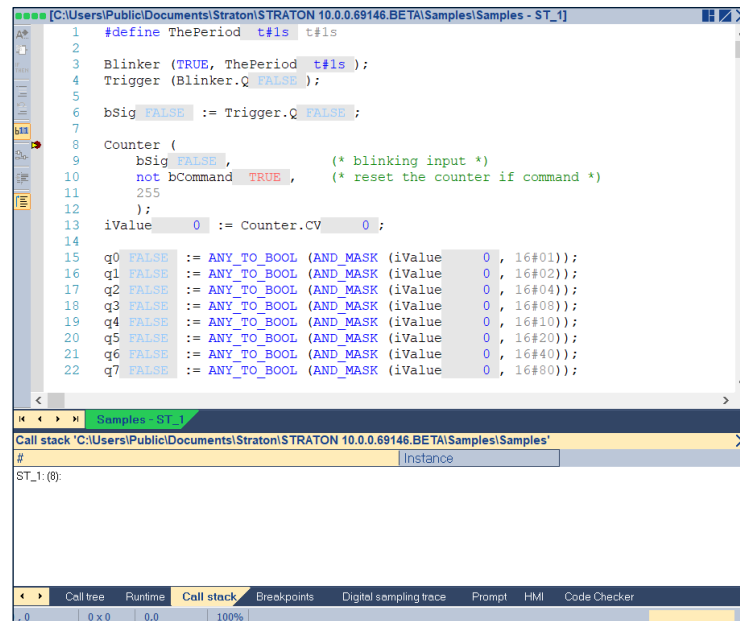 [C:\Users\Public\Documents\Straton\STRATON 10.0.0.69146.BETA\Samples\Samples - ST_1]
1 #define ThePeriod t#1s t#1s
2
3 Blinker (TRUE, ThePeriod t#1s );
4 Trigger (Blinker.Q FALSE );
5
6 bSig FALSE := Trigger.Q FALSE ;
7
8 Counter (
9 bSig FALSE , (* blinking input *)
10 not bCommand TRUE , (* reset the counter if command *)
11 255
12 );
13 iValue 0 := Counter.CV 0 ;
14
15 q0 FALSE := ANY_TO_BOOL (AND_MASK (iValue 0 , 16#01));
16 q1 FALSE := ANY_TO_BOOL (AND_MASK (iValue 0 , 16#02));
17 q2 FALSE := ANY_TO_BOOL (AND_MASK (iValue 0 , 16#04));
18 q3 FALSE := ANY_TO_BOOL (AND_MASK (iValue 0 , 16#08));
19 q4 FALSE := ANY_TO_BOOL (AND_MASK (iValue 0 , 16#10));
20 q5 FALSE := ANY_TO_BOOL (AND_MASK (iValue 0 , 16#20));
21 q6 FALSE := ANY_TO_BOOL (AND_MASK (iValue 0 , 16#40));
22 q7 FALSE := ANY_TO_BOOL (AND_MASK (iValue 0 , 16#80));
Samples - ST_1
Call stack 'C:\Users\Public\Documents\Straton\STRATON 10.0.0.69146.BETA\Samples\Samples'
# Instance
ST_1: (8):
Call tree Runtime Call stack Breakpoints Digital sampling trace Prompt HMI Code Checker
. 0 0 x 0 0,0 100%